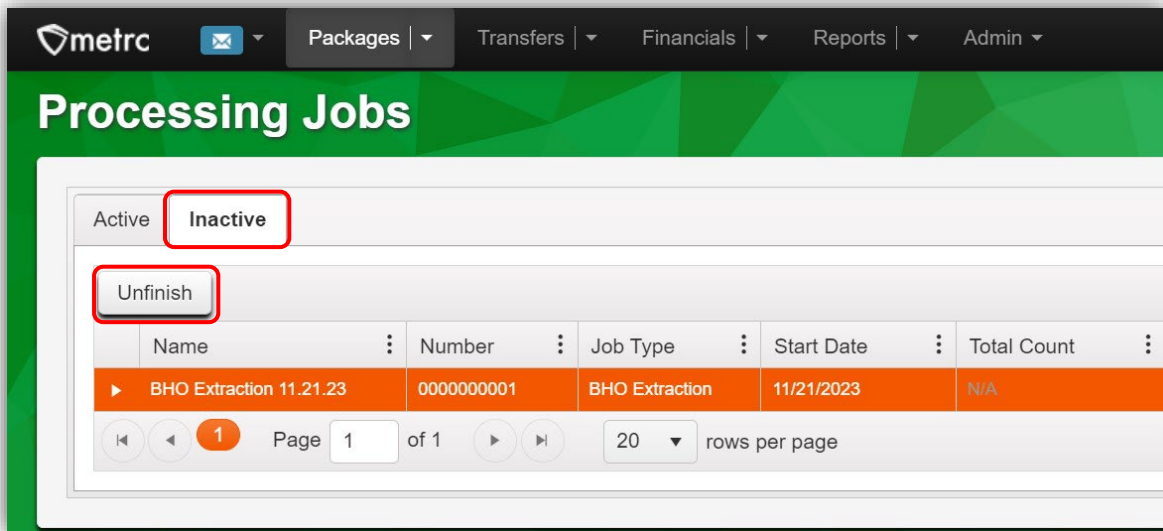 metrc Packages Transfers Financials Reports Admin
Processing Jobs
Active Inactive
Unfinish
Name Number Job Type Start Date Total Count
BHO Extraction 11.21.23 0000000001 BHO Extraction 11/21/2023 N/A
1 Page 1 of 1 20 rows per page